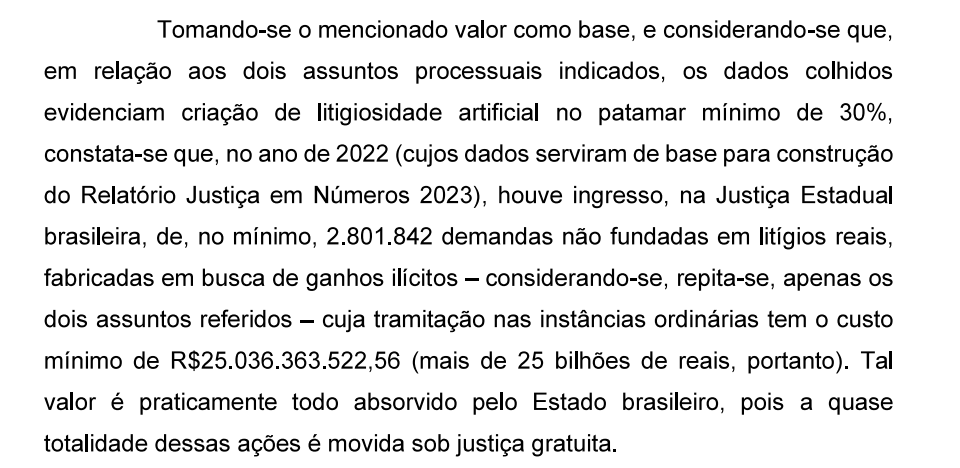 Tomando-se o mencionado valor como base, e considerando-se que,
em relação aos dois assuntos processuais indicados, os dados colhidos
evidenciam criação de litigiosidade artificial no patamar mínimo de 30%,
constata-se que, no ano de 2022 (cujos dados serviram de base para construção
do Relatório Justiça em Números 2023), houve ingresso, na Justiça Estadual
brasileira, de, no mínimo, 2.801.842 demandas não fundadas em litígios reais,
fabricadas em busca de ganhos ilícitos – considerando-se, repita-se, apenas os
dois assuntos referidos – cuja tramitação nas instâncias ordinárias tem o custo
mínimo de R$25.036.363.522,56 (mais de 25 bilhões de reais, portanto). Tal
valor é praticamente todo absorvido pelo Estado brasileiro, pois a quase
totalidade dessas ações é movida sob justiça gratuita.